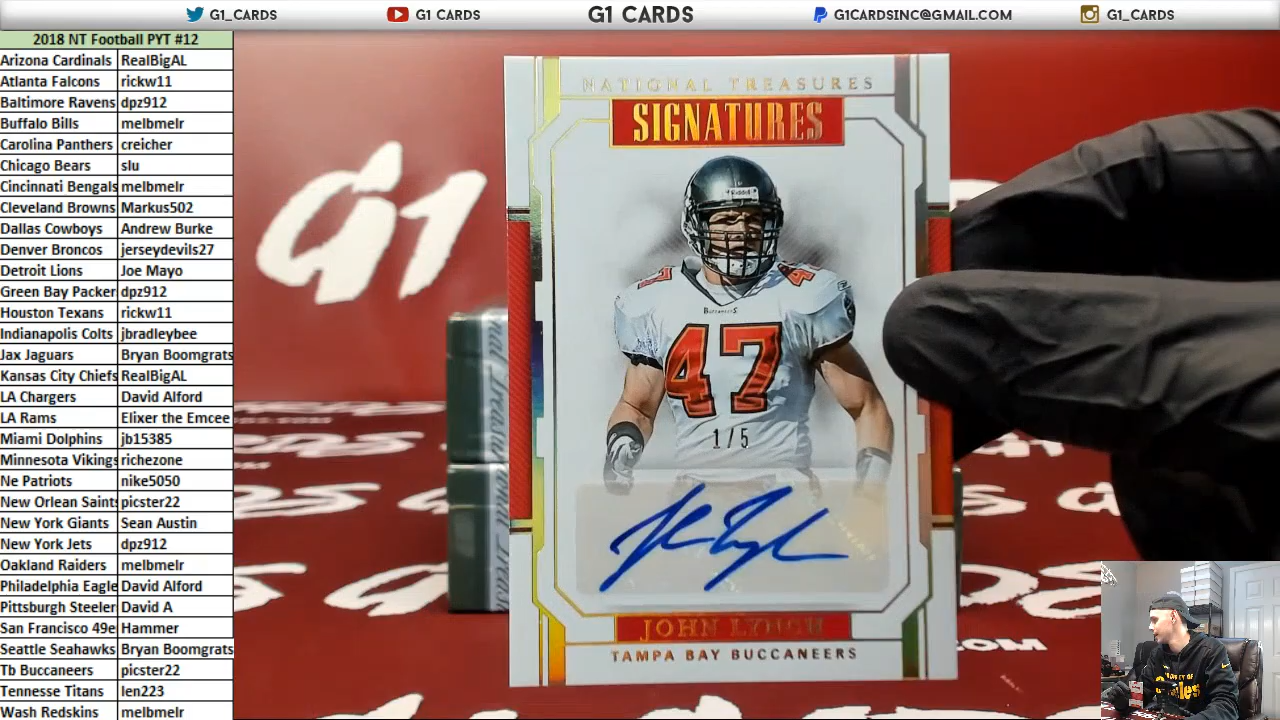 G1_CARDS
G1 CARDS
G1 CARDS
G1CARDSINC@GMAIL.COM
G1_CARDS
2018 NT Football PYT #12
Arizona Cardinals RealBigAL
Atlanta Falcons rickw11
Baltimore Ravens dpz912
Buffalo Bills melbmelr
Carolina Panthers creicher
Chicago Bears slu
Cincinnati Bengals melbmelr
Cleveland Browns Markus502
Dallas Cowboys Andrew Burke
Denver Broncos jerseydevils27
Detroit Lions Joe Mayo
Green Bay Packer dpz912
Houston Texans rickw11
Indianapolis Colts jbradleybee
Jax Jaguars Bryan Boomgrats
Kansas City Chiefs RealBigAL
LA Chargers David Alford
LA Rams Elixer the Emcee
Miami Dolphins jb15385
Minnesota Vikings richezone
Ne Patriots nike5050
New Orlean Saints picster22
New York Giants Sean Austin
New York Jets dpz912
Oakland Raiders melbmelr
Philadelphia Eagle David Alford
Pittsburgh Steeler David A
San Francisco 49e Hammer
Seattle Seahawks Bryan Boomgrats
Tb Buccaneers picster22
Tennesse Titans len223
Wash Redskins melbmelr
G1
NATIONAL TREASURES
SIGNATURES
RIDDELL
47
BUCCANEERS
47
1/5
JOHN LYNCH
TAMPA BAY BUCCANEERS